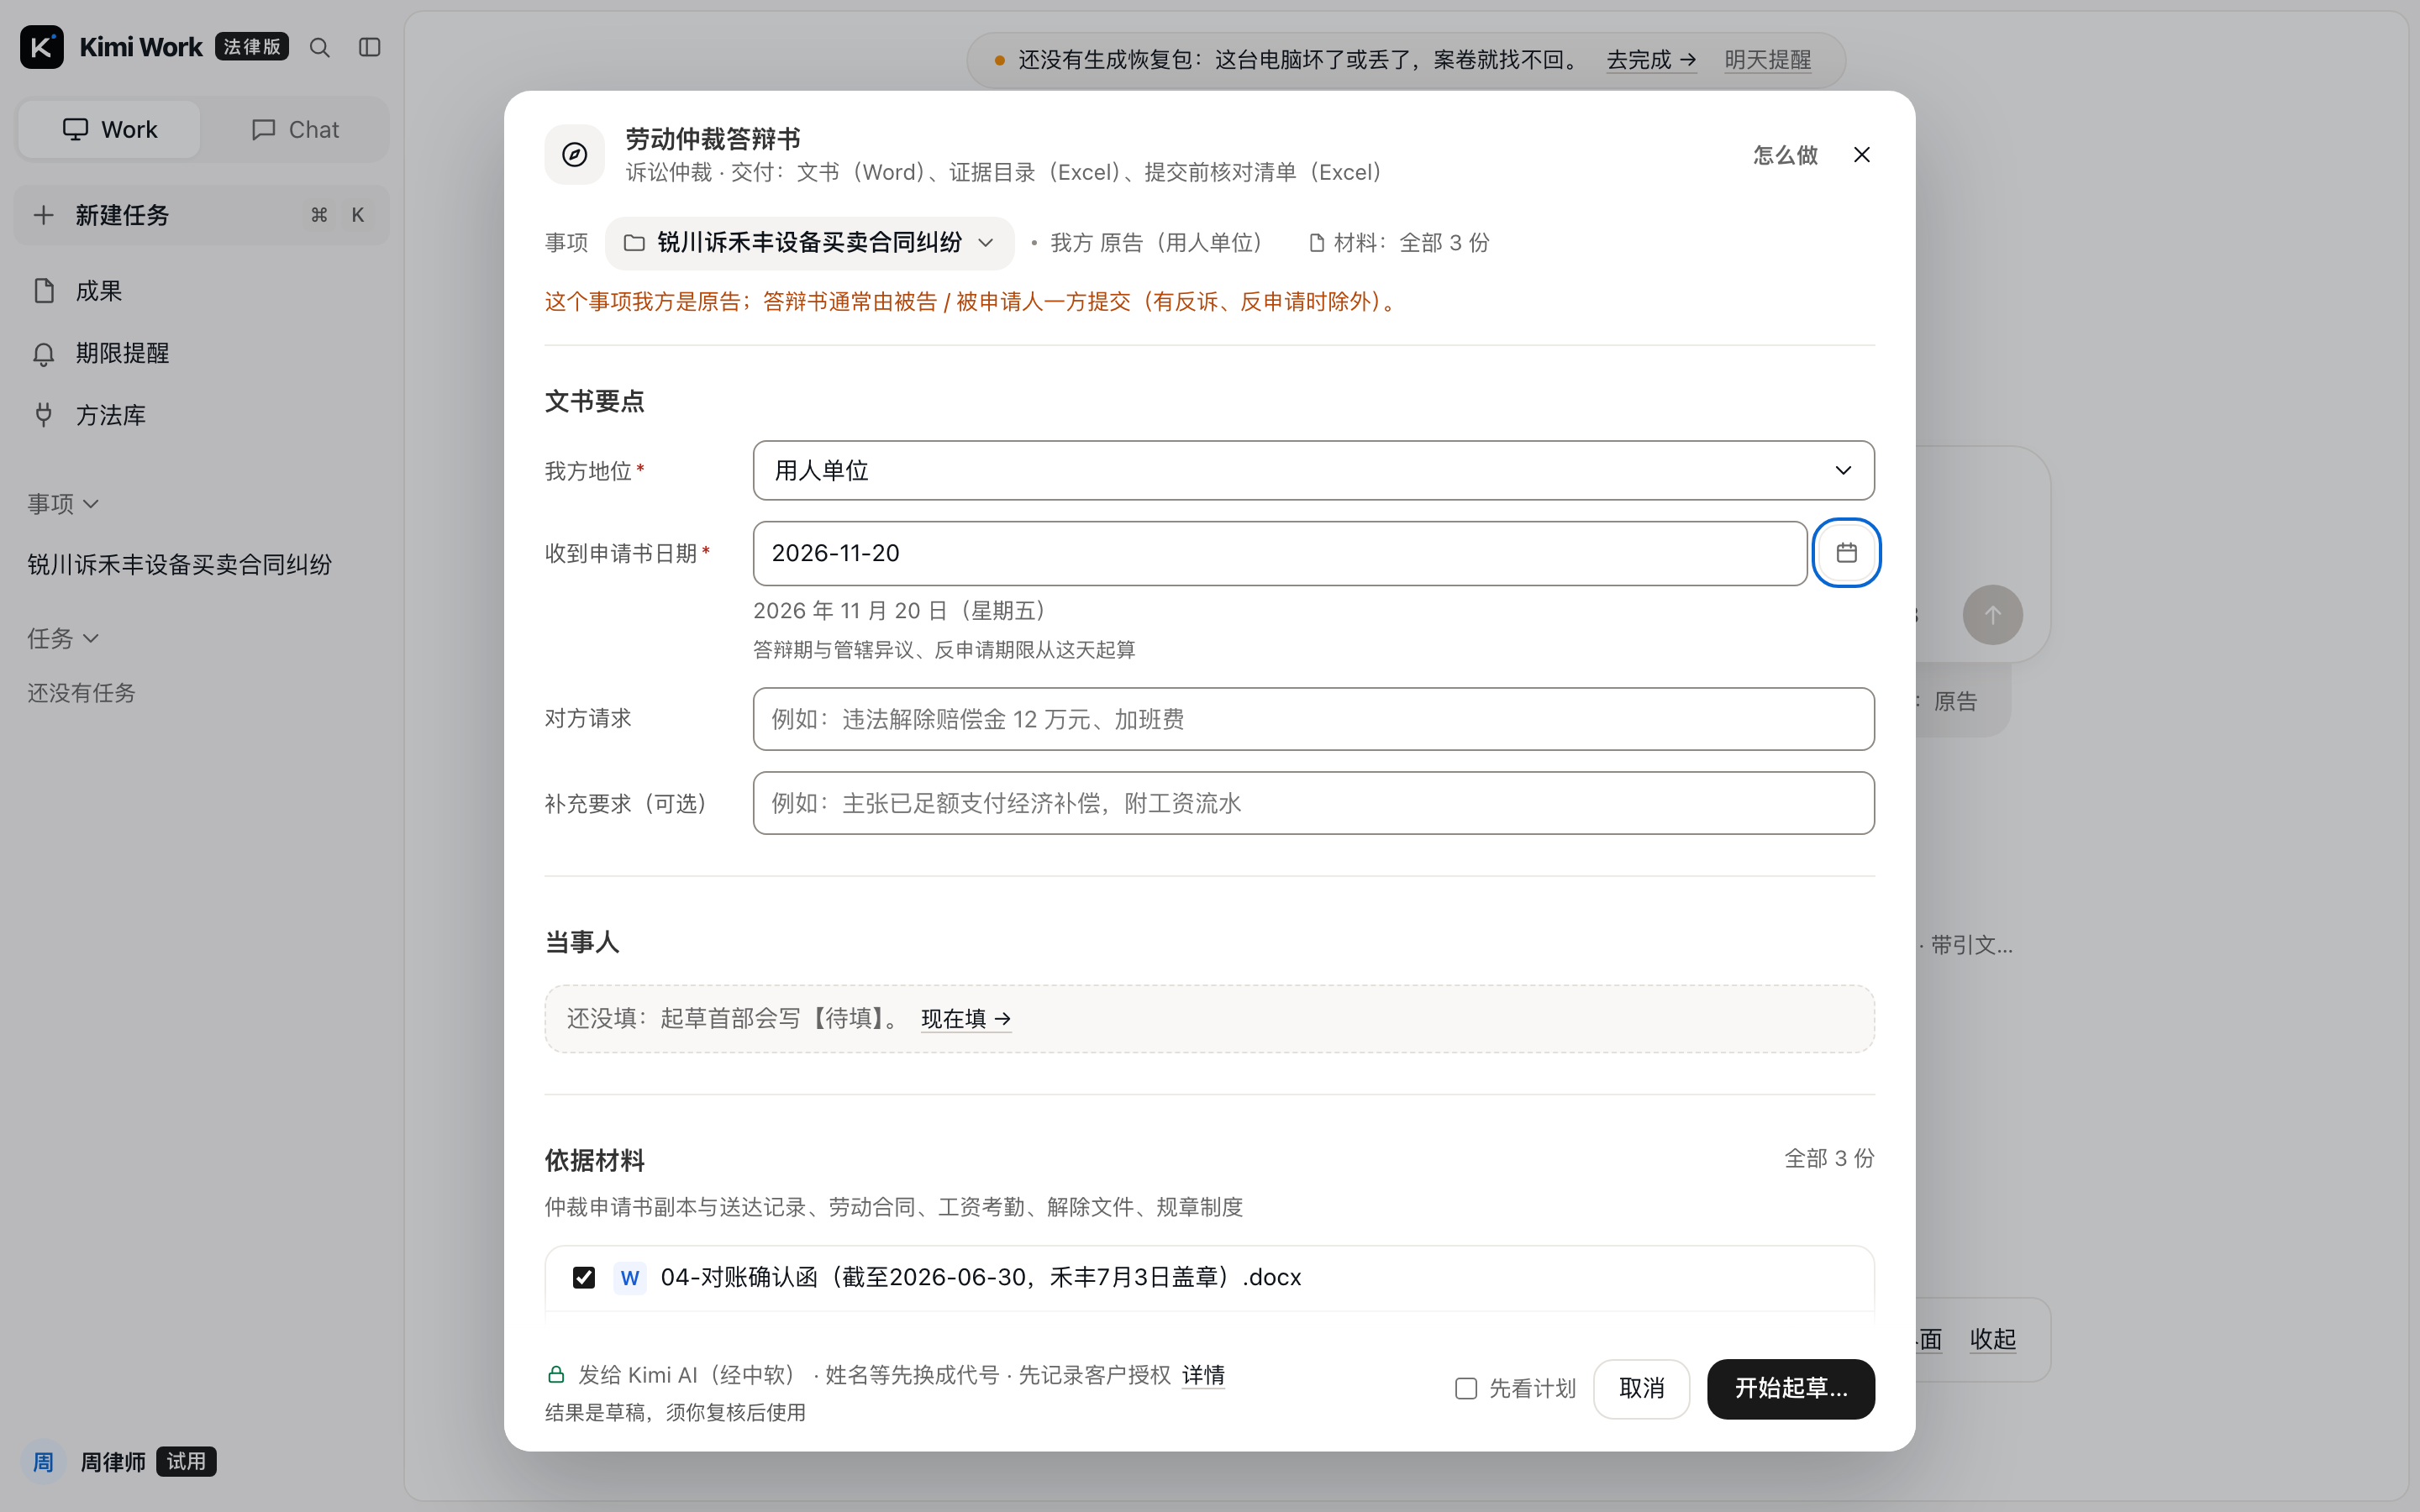 Kimi Work 法律版
Work
Chat
新建任务 ⌘ K
成果
期限提醒
方法库
事项
锐川诉禾丰设备买卖合同纠纷
任务
还没有任务
周 周律师 试用
还没有生成恢复包：这台电脑坏了或丢了，案卷就找不回。 去完成 → 明天提醒
劳动仲裁答辩书
诉讼仲裁 · 交付：文书（Word）、证据目录（Excel）、提交前核对清单（Excel）
怎么做
事项 锐川诉禾丰设备买卖合同纠纷 • 我方 原告（用人单位） 材料：全部 3 份
这个事项我方是原告；答辩书通常由被告 / 被申请人一方提交（有反诉、反申请时除外）。
文书要点
我方地位* 用人单位
收到申请书日期* 2026-11-20
2026 年 11 月 20 日（星期五）
答辩期与管辖异议、反申请期限从这天起算
对方请求 例如：违法解除赔偿金 12 万元、加班费
补充要求（可选） 例如：主张已足额支付经济补偿，附工资流水
当事人
还没填：起草首部会写【待填】。 现在填 →
依据材料 全部 3 份
仲裁申请书副本与送达记录、劳动合同、工资考勤、解除文件、规章制度
W 04-对账确认函（截至2026-06-30，禾丰7月3日盖章）.docx
发给 Kimi AI（经中软） · 姓名等先换成代号 · 先记录客户授权 详情
结果是草稿，须你复核后使用
先看计划 取消 开始起草...
：原告
· 带引文...
面 收起